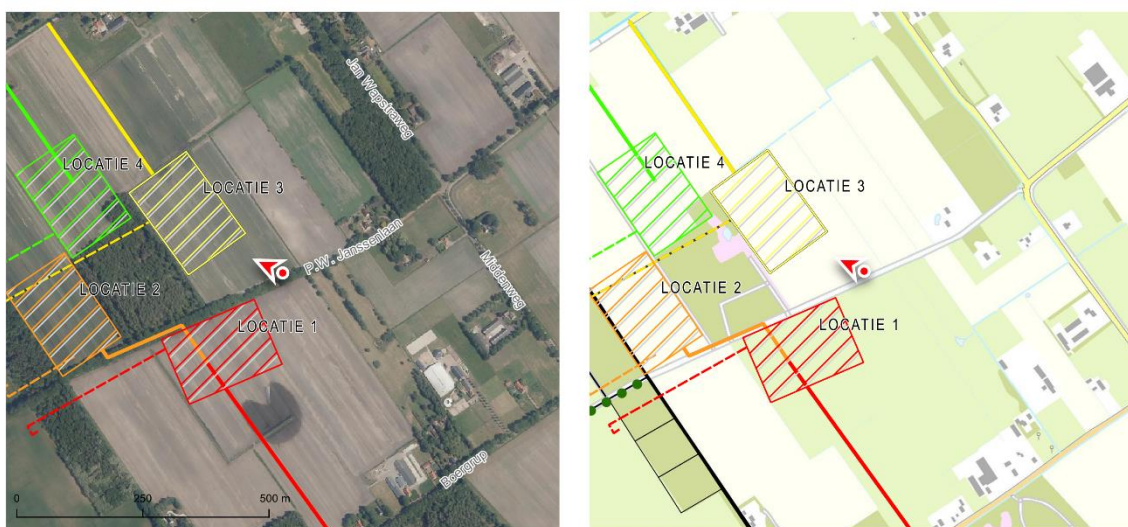 Jan Wapstraweg
LOCATIE 4
LOCATIE 3
P.W. Janssenlaan
Middenweg
LOCATIE 2
LOCATIE 1
Boergrup
0 250 500 m
LOCATIE 4
LOCATIE 3
LOCATIE 2
LOCATIE 1